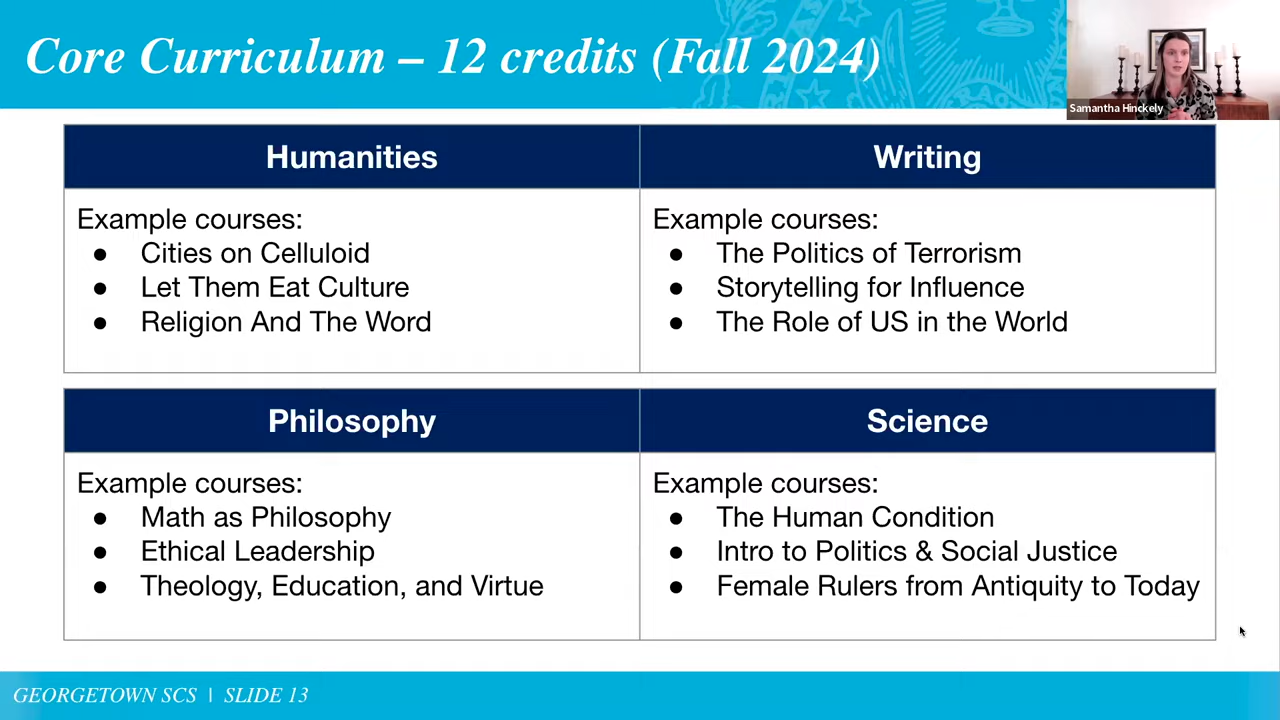 Core Curriculum – 12 credits (Fall 2024)
Samantha Hinckely
Humanities
Example courses:
● Cities on Celluloid
● Let Them Eat Culture
● Religion And The Word
Writing
Example courses:
● The Politics of Terrorism
● Storytelling for Influence
● The Role of US in the World
Philosophy
Example courses:
● Math as Philosophy
● Ethical Leadership
● Theology, Education, and Virtue
Science
Example courses:
● The Human Condition
● Intro to Politics & Social Justice
● Female Rulers from Antiquity to Today
GEORGETOWN SCS | SLIDE 13